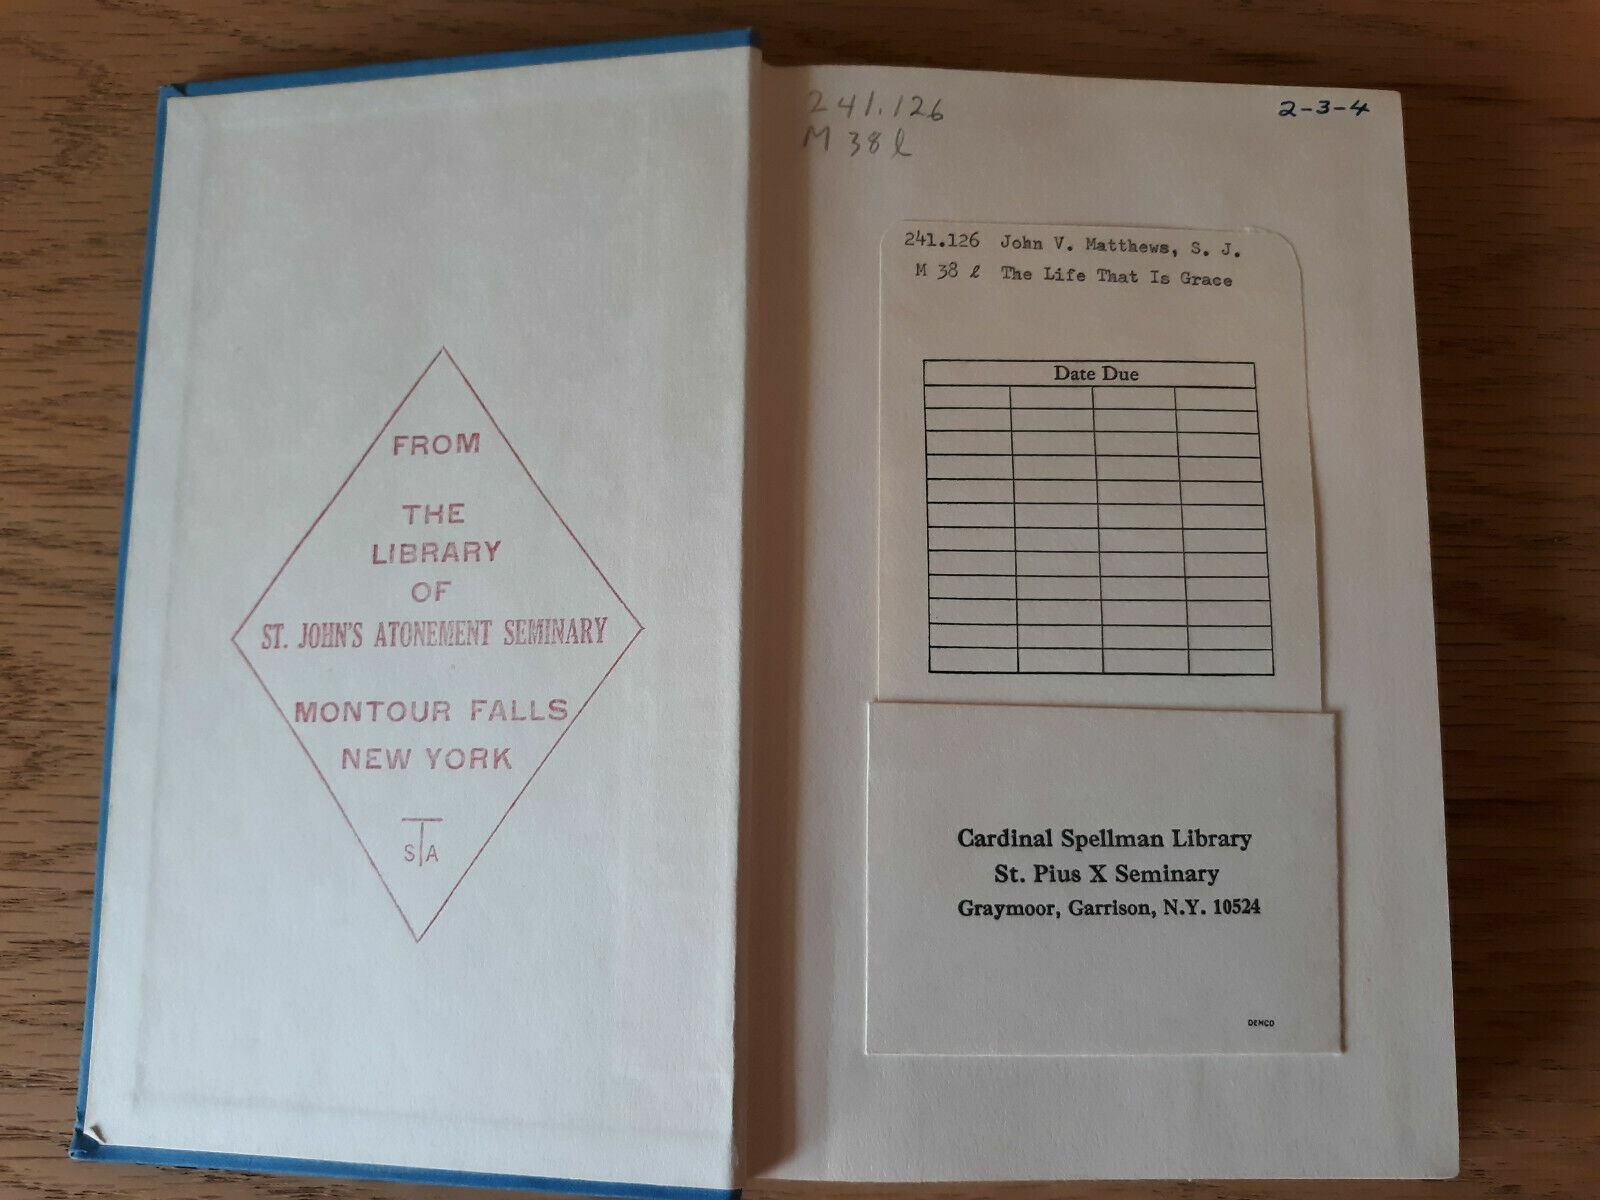 FROM
THE
LIBRARY
OF
ST. JOHN'S ATONEMENT SEMINARY
MONTOUR FALLS
NEW YORK
S A
241.126
M 38 l
2-3-4
241.126 John V. Matthews, S. J.
M 38 l The Life That Is Grace
Date Due
Cardinal Spellman Library
St. Pius X Seminary
Graymoor, Garrison, N.Y. 10524
DEMCO